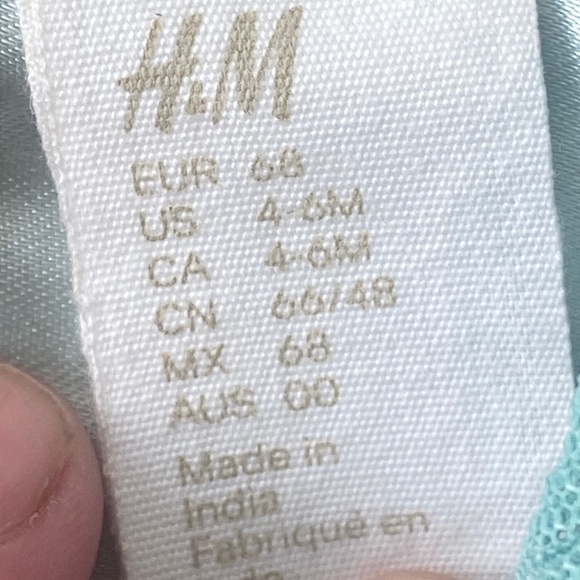 H&M
EUR 68
US 4-6M
CA 4-6M
CN 66/48
MX 68
AUS 00
Made in
India
Fabriqué en